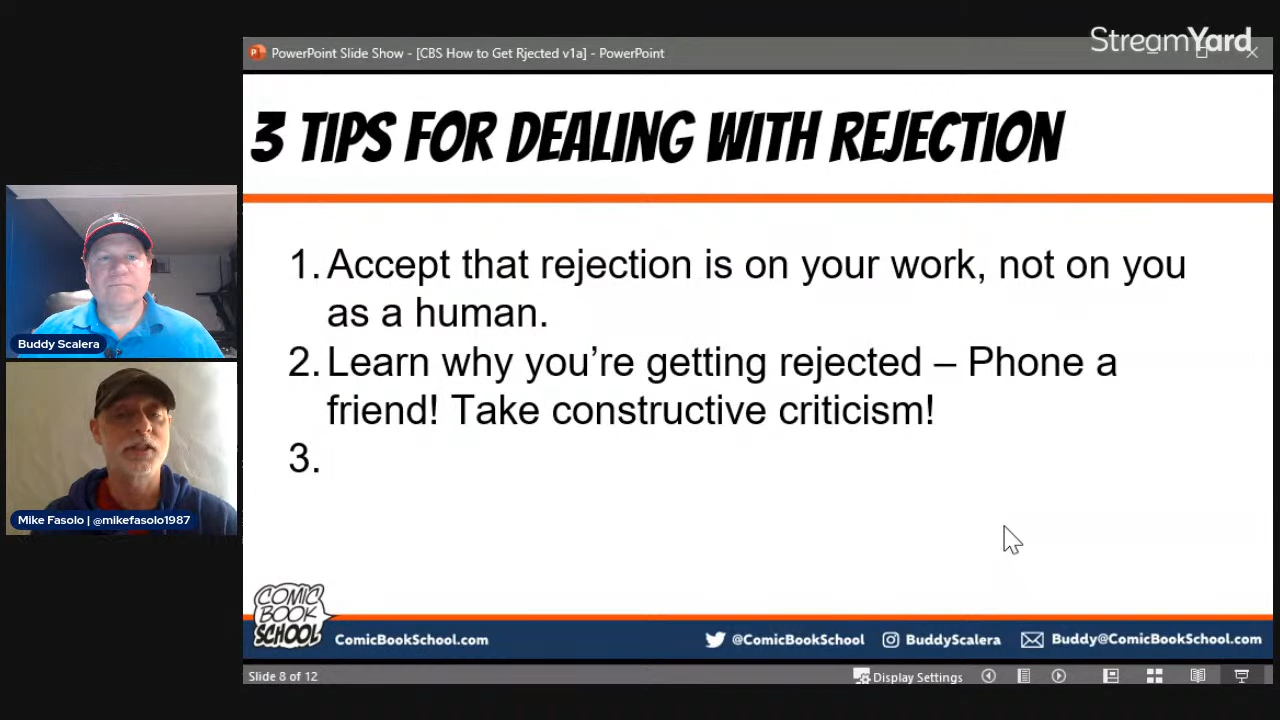 StreamYard
PowerPoint Slide Show - [CBS How to Get Rjected v1a] - PowerPoint
3 TIPS FOR DEALING WITH REJECTION
1. Accept that rejection is on your work, not on you
as a human.
2. Learn why you’re getting rejected – Phone a
friend! Take constructive criticism!
3.
Buddy Scalera
Mike Fasolo | @mikefasolo1987
COMIC
BOOK
SCHOOL
ComicBookSchool.com
@ComicBookSchool
BuddyScalera
Buddy@ComicBookSchool.com
Slide 8 of 12
Display Settings